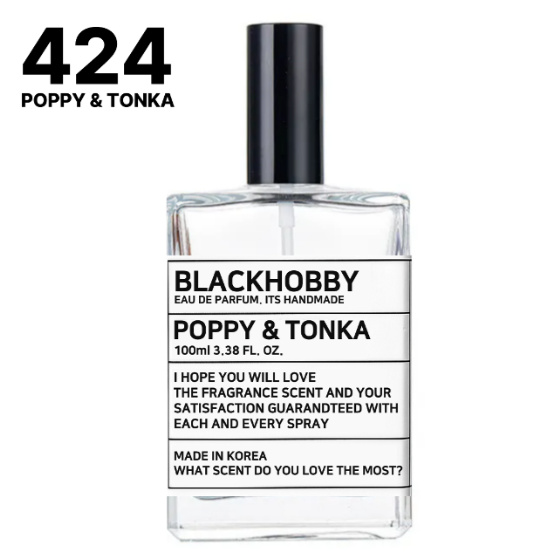 424
POPPY & TONKA
BLACKHOBBY
EAU DE PARFUM, ITS HANDMADE
POPPY & TONKA
100ml 3.38 FL. OZ.
I HOPE YOU WILL LOVE
THE FRAGRANCE SCENT AND YOUR
SATISFACTION GUARANDTEED WITH
EACH AND EVERY SPRAY
MADE IN KOREA
WHAT SCENT DO YOU LOVE THE MOST?